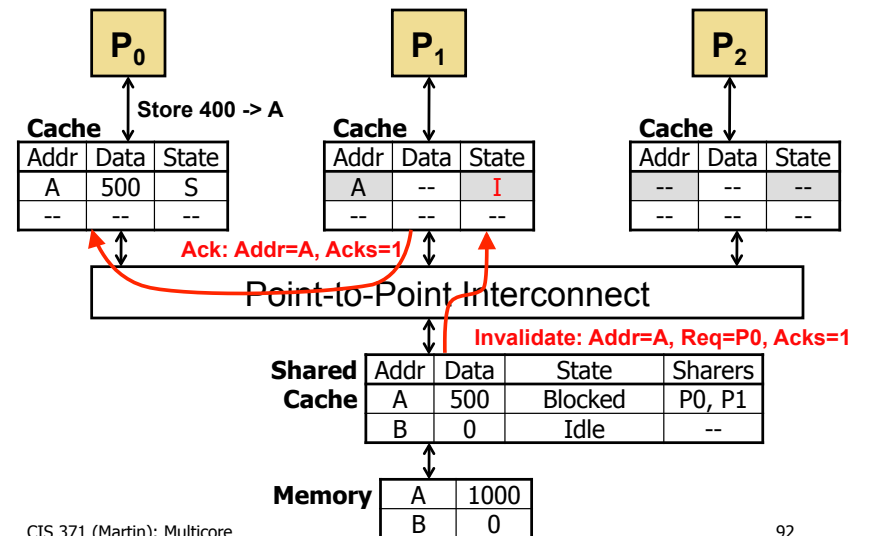 P0 P1 P2
Store 400 -> A
Cache Cache Cache
Addr Data State Addr Data State Addr Data State
A 500 S A -- I -- -- --
-- -- -- -- -- -- -- -- --
Ack: Addr=A, Acks=1
Point-to-Point Interconnect
Invalidate: Addr=A, Req=P0, Acks=1
Shared Addr Data State Sharers
Cache A 500 Blocked P0, P1
B 0 Idle --
Memory A 1000
B 0
CIS 371 (Martin): Multicore 92